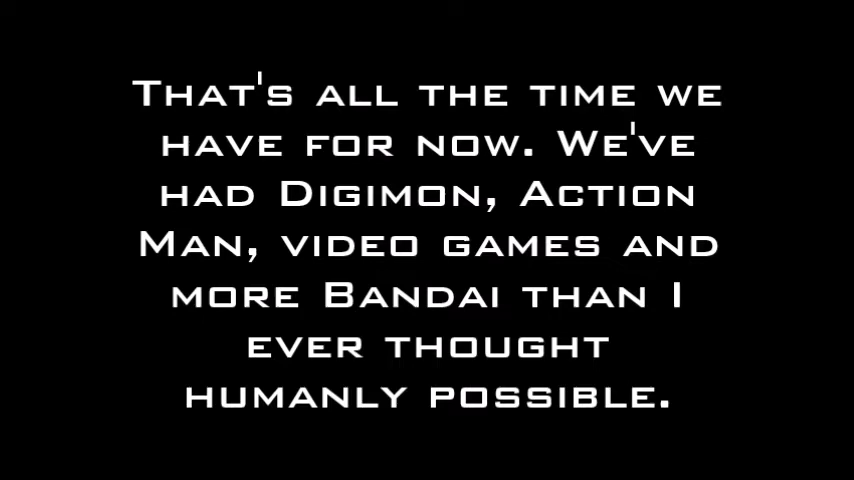 That's all the time we
have for now. We've
had Digimon, Action
Man, video games and
more Bandai than I
ever thought
humanly possible.